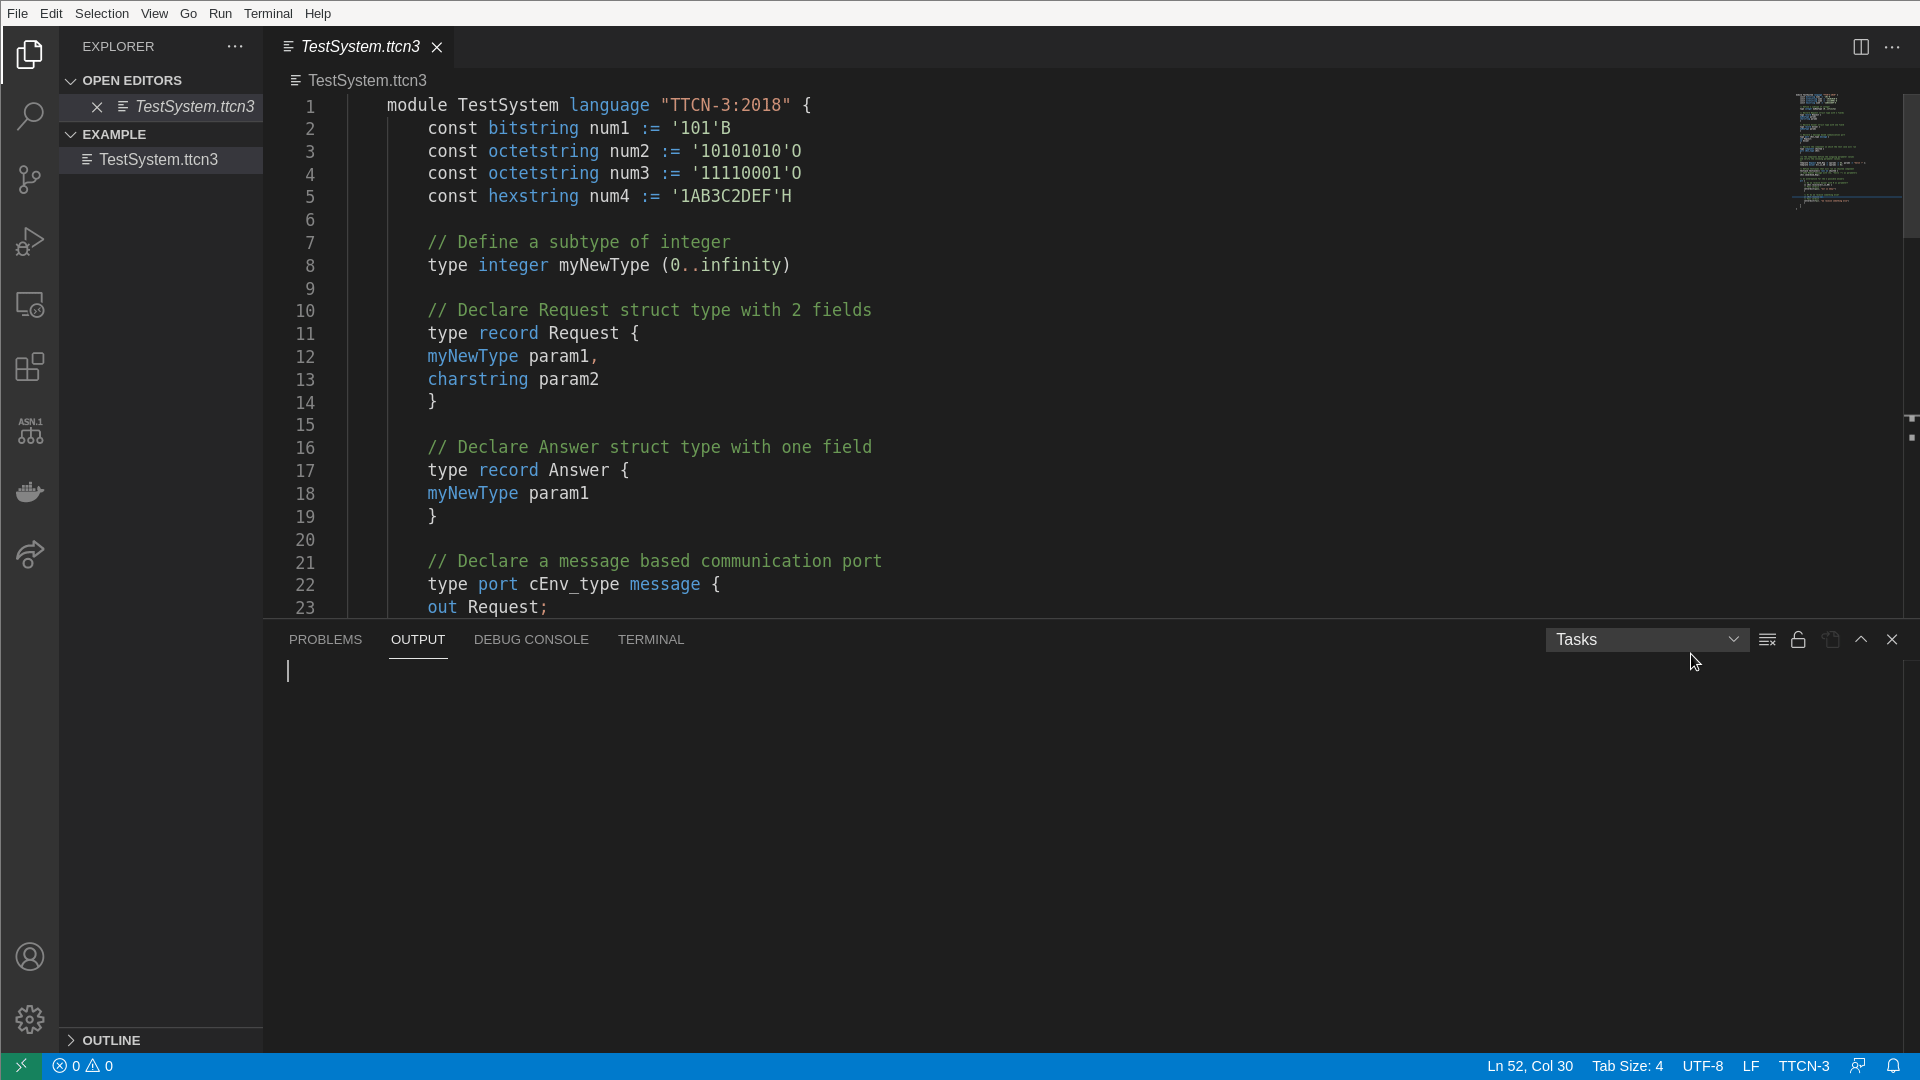 File Edit Selection View Go Run Terminal Help
EXPLORER
OPEN EDITORS
TestSystem.ttcn3
EXAMPLE
TestSystem.ttcn3
ASN.1
OUTLINE
TestSystem.ttcn3
TestSystem.ttcn3
1 module TestSystem language "TTCN-3:2018" {
2 const bitstring num1 := '101'B
3 const octetstring num2 := '10101010'O
4 const octetstring num3 := '11110001'O
5 const hexstring num4 := '1AB3C2DEF'H
6
7 // Define a subtype of integer
8 type integer myNewType (0..infinity)
9
10 // Declare Request struct type with 2 fields
11 type record Request {
12 myNewType param1,
13 charstring param2
14 }
15
16 // Declare Answer struct type with one field
17 type record Answer {
18 myNewType param1
19 }
20
21 // Declare a message based communication port
22 type port cEnv_type message {
23 out Request;
PROBLEMS OUTPUT DEBUG CONSOLE TERMINAL
Tasks
0 0
Ln 52, Col 30 Tab Size: 4 UTF-8 LF TTCN-3